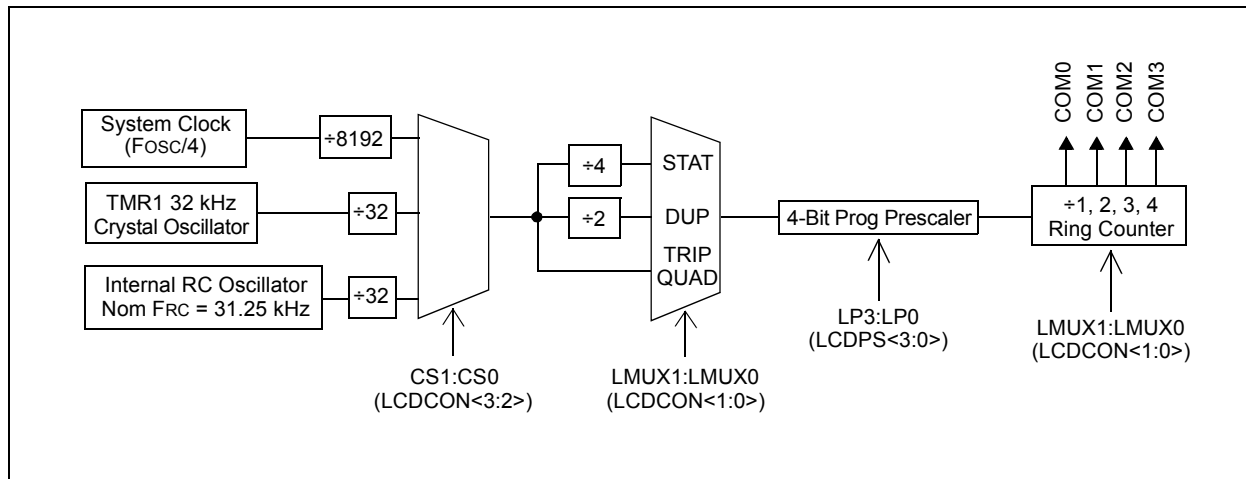 COM0
COM1
COM2
COM3
System Clock
(FOSC/4)
÷8192
TMR1 32 kHz
Crystal Oscillator
÷32
Internal RC Oscillator
Nom FRC = 31.25 kHz
÷32
÷4
÷2
STAT
DUP
TRIP
QUAD
4-Bit Prog Prescaler
÷1, 2, 3, 4
Ring Counter
CS1:CS0
(LCDCON<3:2>)
LMUX1:LMUX0
(LCDCON<1:0>)
LP3:LP0
(LCDPS<3:0>)
LMUX1:LMUX0
(LCDCON<1:0>)